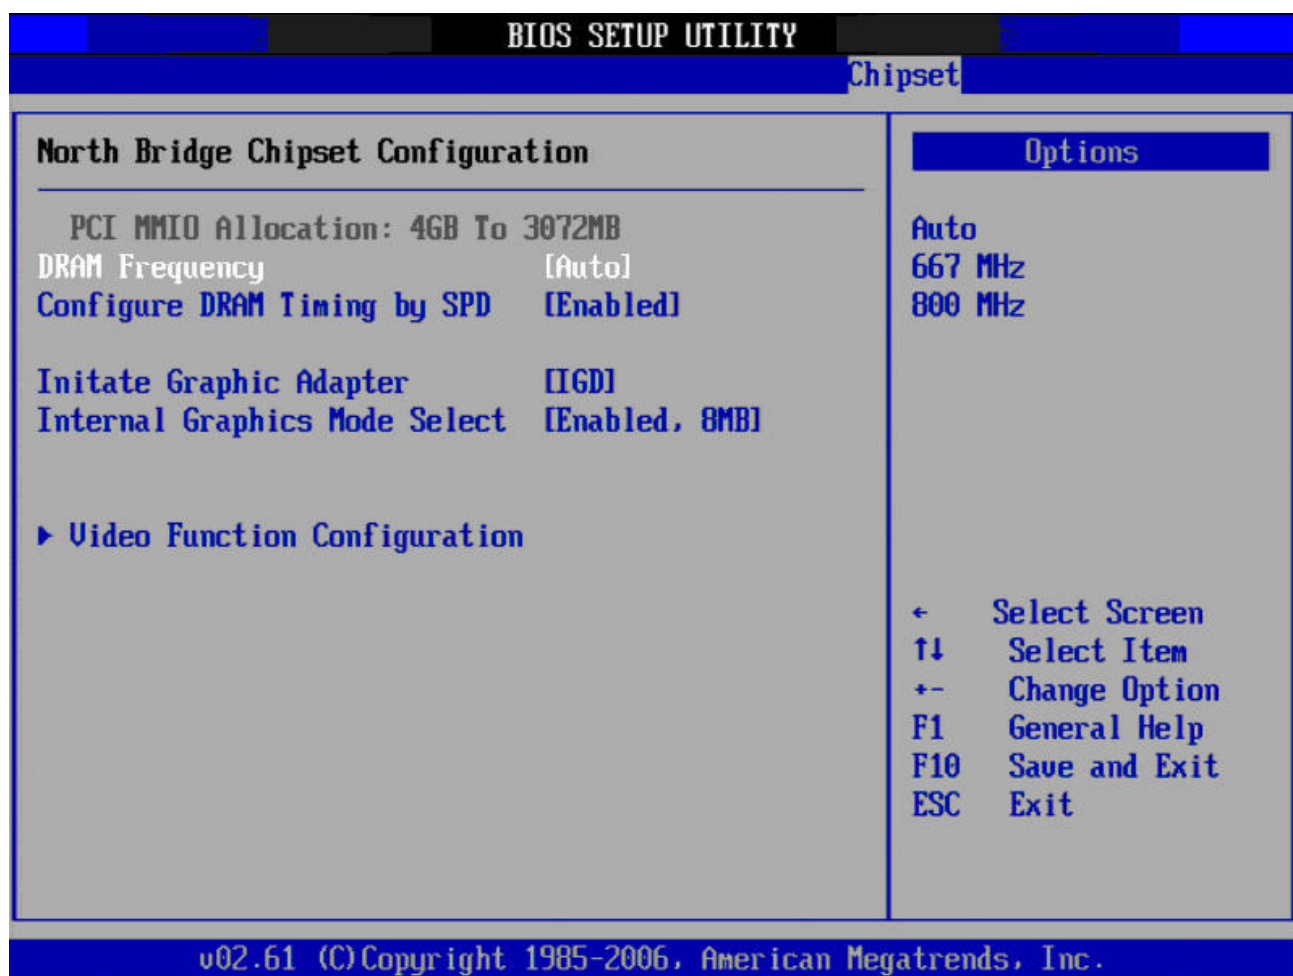 BIOS SETUP UTILITY
Chipset
North Bridge Chipset Configuration
PCI MMIO Allocation: 4GB To 3072MB
DRAM Frequency [Auto]
Configure DRAM Timing by SPD [Enabled]
Initate Graphic Adapter [IGD]
Internal Graphics Mode Select [Enabled, 8MB]
▶ Video Function Configuration
Options
Auto
667 MHz
800 MHz
← Select Screen
↑↓ Select Item
+- Change Option
F1 General Help
F10 Save and Exit
ESC Exit
v02.61 (C)Copyright 1985-2006, American Megatrends, Inc.